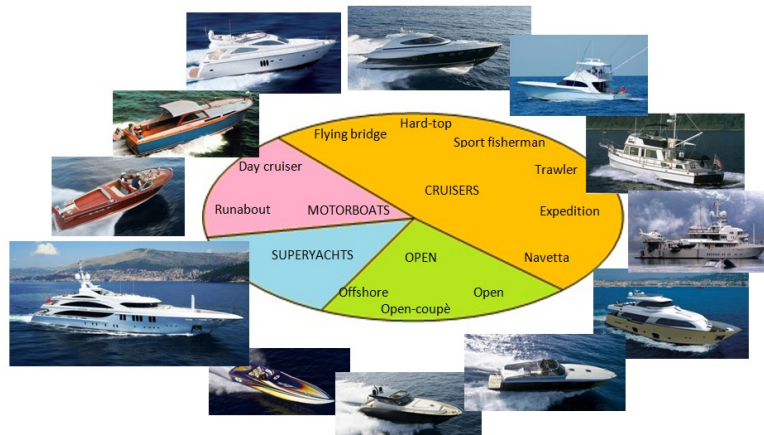 Hard-top
Flying bridge
Sport fisherman
Day cruiser
Trawler
CRUISERS
Runabout
MOTORBOATS
Expedition
SUPERYACHTS
OPEN
Navetta
Offshore
Open
Open-coupè